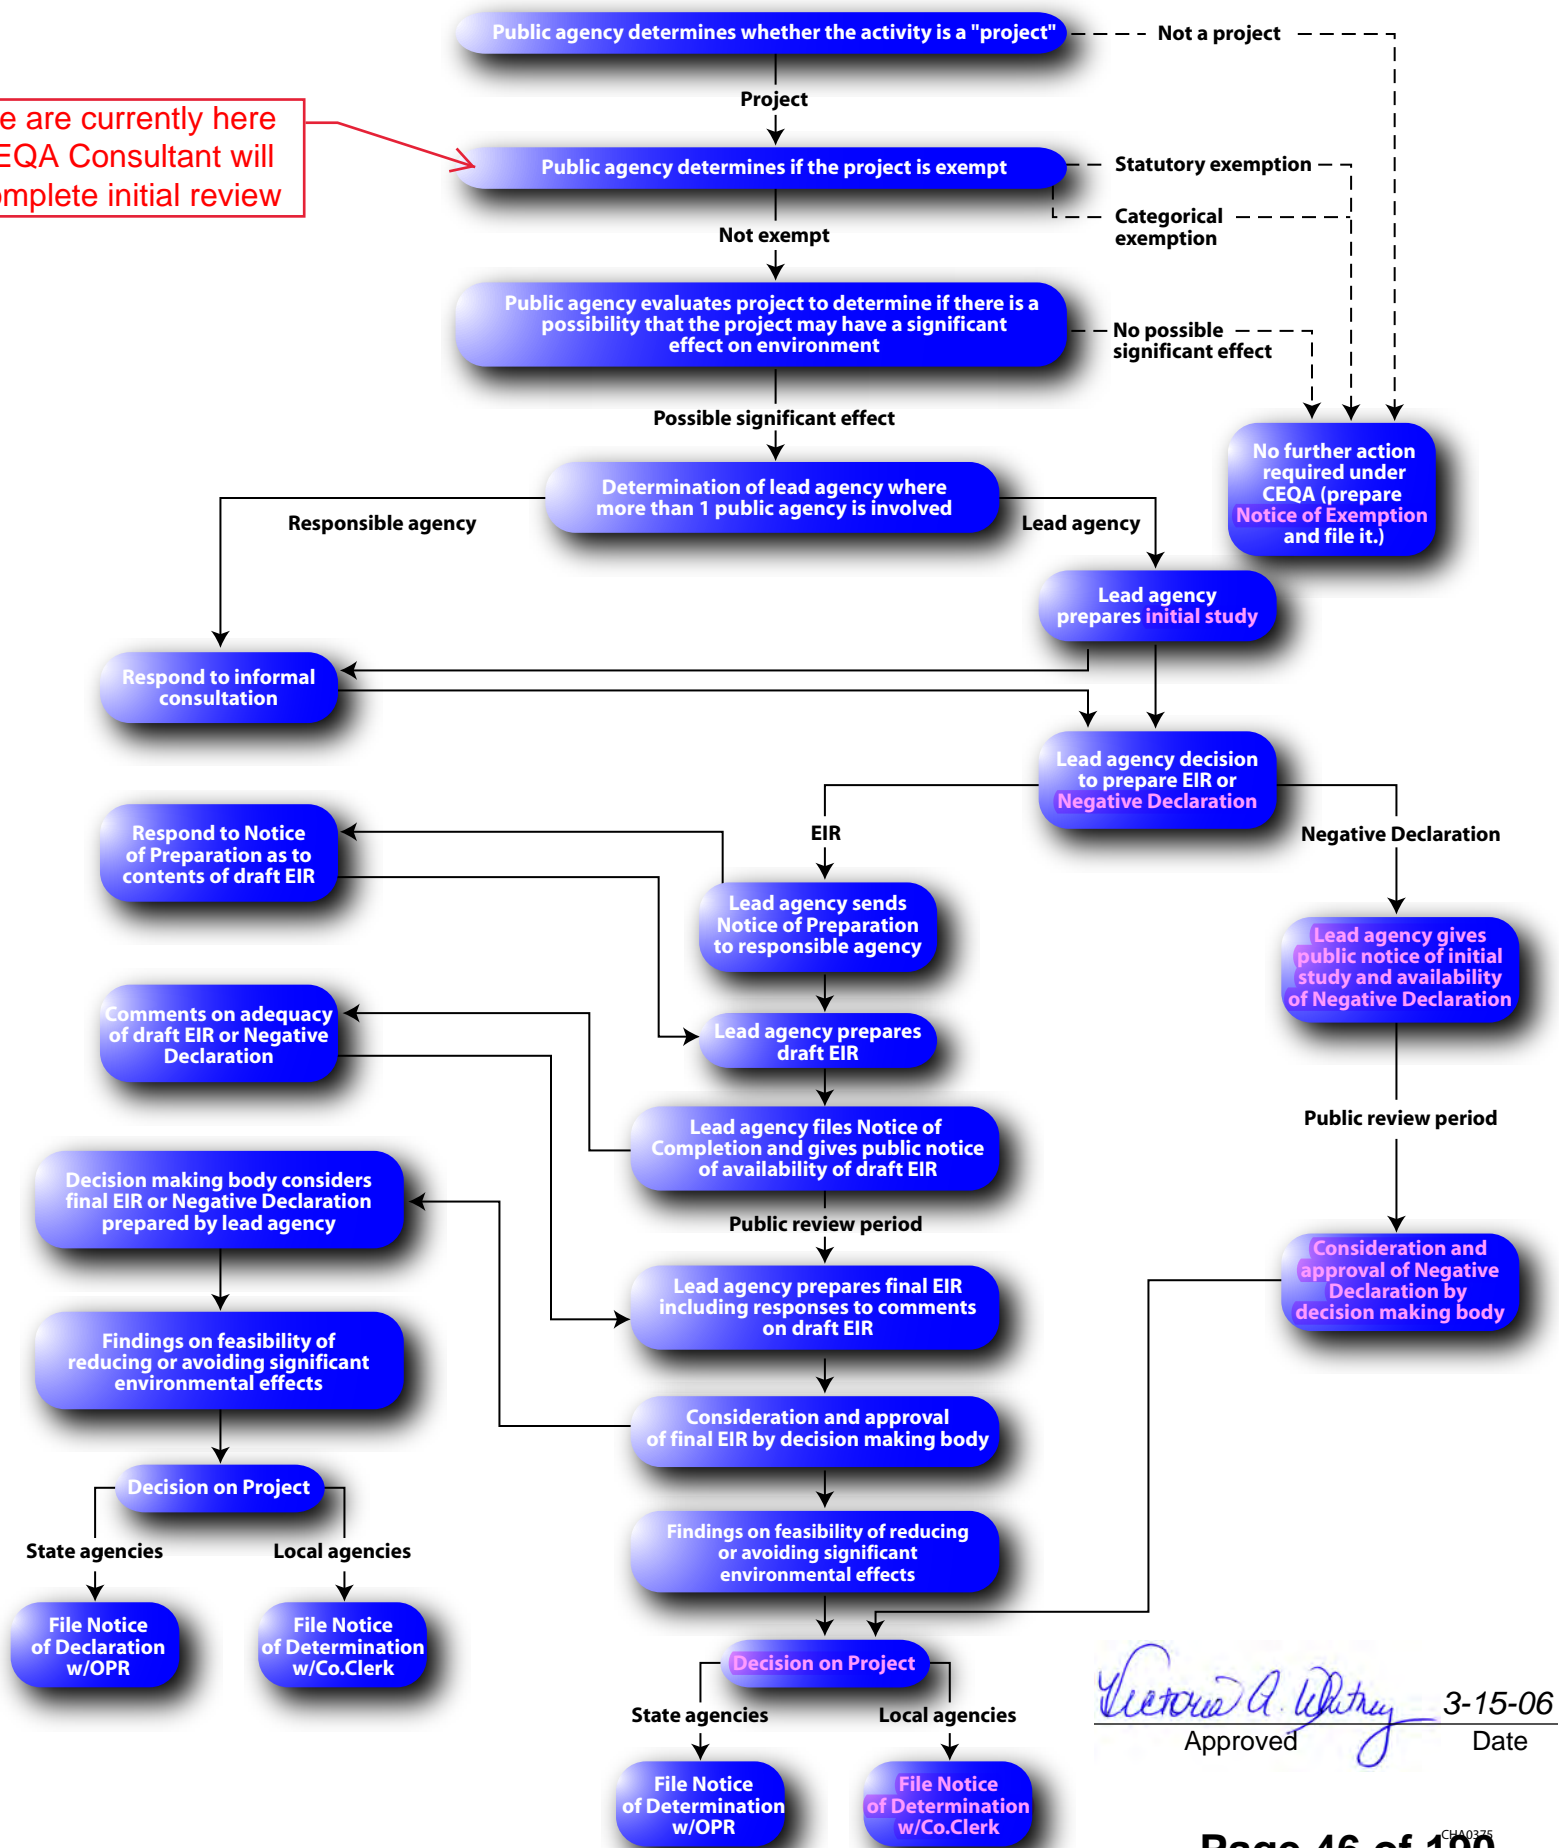 Public agency determines whether the activity is a "project"
Not a project
Project
e are currently here
EQA Consultant will
omplete initial review
Public agency determines if the project is exempt
Statutory exemption
Categorical
exemption
Not exempt
Public agency evaluates project to determine if there is a
possibility that the project may have a significant
effect on environment
No possible
significant effect
Possible significant effect
No further action
required under
CEQA (prepare
Notice of Exemption
and file it.)
Determination of lead agency where
more than 1 public agency is involved
Responsible agency
Lead agency
Lead agency
prepares initial study
Respond to informal
consultation
Lead agency decision
to prepare EIR or
Negative Declaration
EIR
Negative Declaration
Respond to Notice
of Preparation as to
contents of draft EIR
Lead agency sends
Notice of Preparation
to responsible agency
Lead agency gives
public notice of initial
study and availability
of Negative Declaration
Comments on adequacy
of draft EIR or Negative
Declaration
Lead agency prepares
draft EIR
Lead agency files Notice of
Completion and gives public notice
of availability of draft EIR
Public review period
Decision making body considers
final EIR or Negative Declaration
prepared by lead agency
Public review period
Lead agency prepares final EIR
including responses to comments
on draft EIR
Consideration and
approval of Negative
Declaration by
decision making body
Findings on feasibility of
reducing or avoiding significant
environmental effects
Consideration and approval
of final EIR by decision making body
Decision on Project
State agencies
Local agencies
Findings on feasibility of reducing
or avoiding significant
environmental effects
File Notice
of Declaration
w/OPR
File Notice
of Determination
w/Co.Clerk
Decision on Project
State agencies
Local agencies
Victoria A. Whitney
3-15-06
Approved
Date
File Notice
of Determination
w/OPR
File Notice
of Determination
w/Co.Clerk
CHA0375
Page 46 of 190